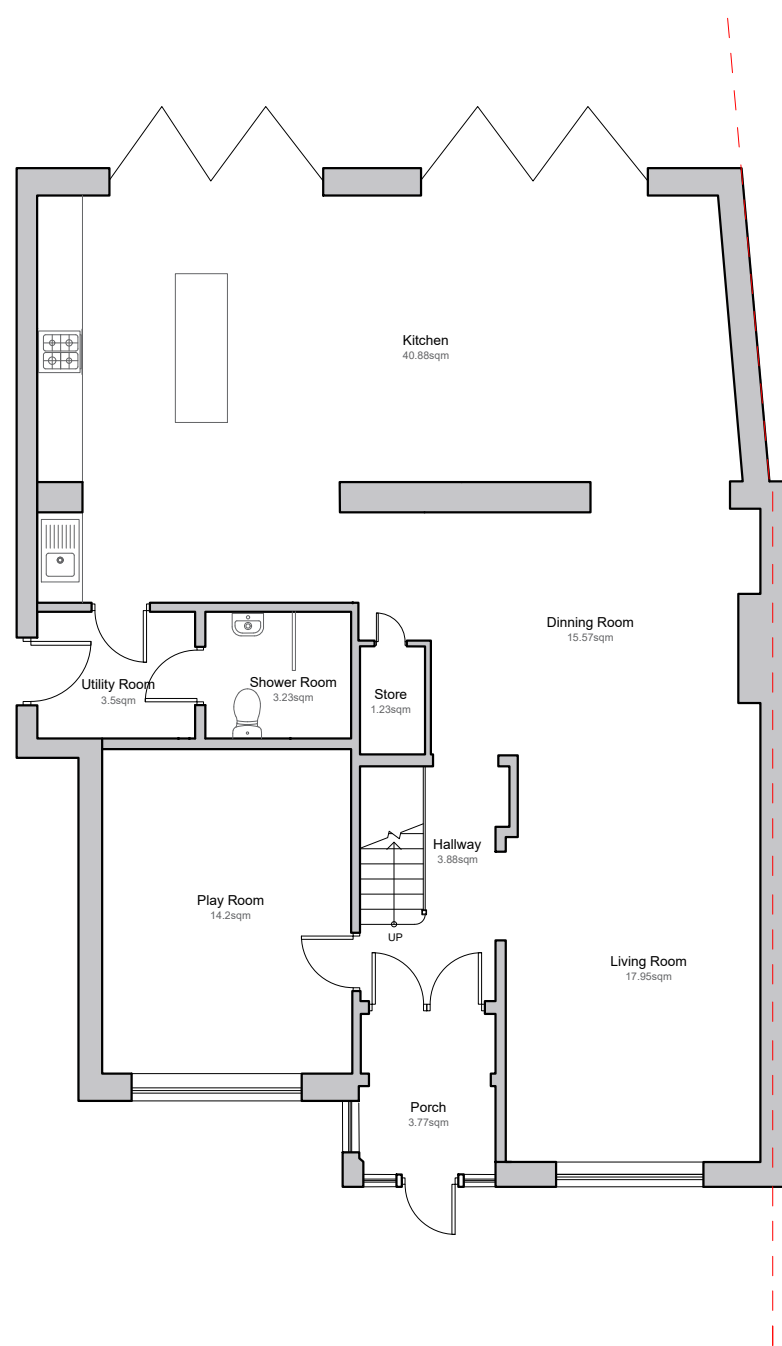 Kitchen
40.88sqm
Dinning Room
15.57sqm
Utility Room
3.5sqm
Shower Room
3.23sqm
Store
1.23sqm
Hallway
3.88sqm
Play Room
14.2sqm
UP
Living Room
17.95sqm
Porch
3.77sqm